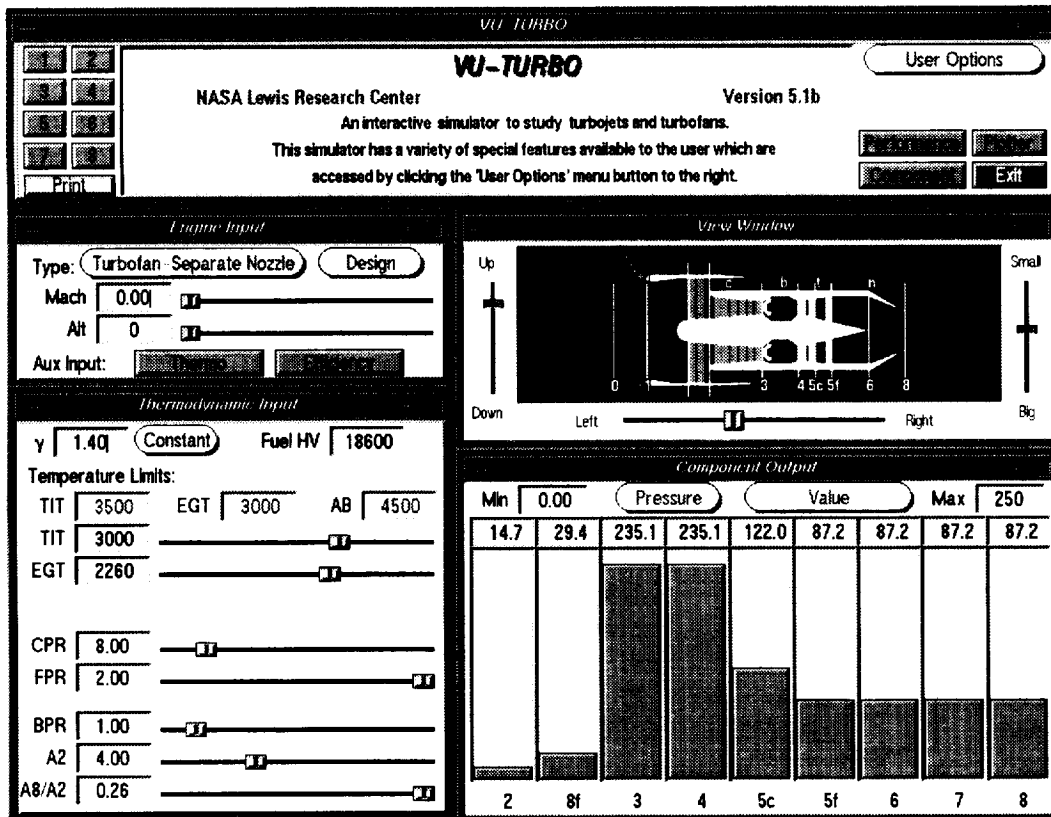 VU-TURBO
1 2
3 4
5 6
7 8
Print
VU-TURBO
NASA Lewis Research Center Version 5.1b
An interactive simulator to study turbojets and turbofans.
This simulator has a variety of special features available to the user which are
accessed by clicking the 'User Options' menu button to the right.
User Options
Performance
Component Exit
Engine Input
Type: Turbofan-Separate Nozzle Design
Mach 0.00
Alt 0
Aux Input: Thermo Efficiency
View Window
Up
Down
c b t n
0 1 3 4 5c 5f 6 8
Left Right
Small
Big
Thermodynamic Input
γ 1.40 Constant Fuel HV 18600
Temperature Limits:
TIT 3500 EGT 3000 AB 4500
TIT 3000
EGT 2260
CPR 8.00
FPR 2.00
BPR 1.00
A2 4.00
A8/A2 0.26
Component Output
Min 0.00 Pressure Value Max 250
14.7 29.4 235.1 235.1 122.0 87.2 87.2 87.2 87.2
2 8f 3 4 5c 5f 6 7 8